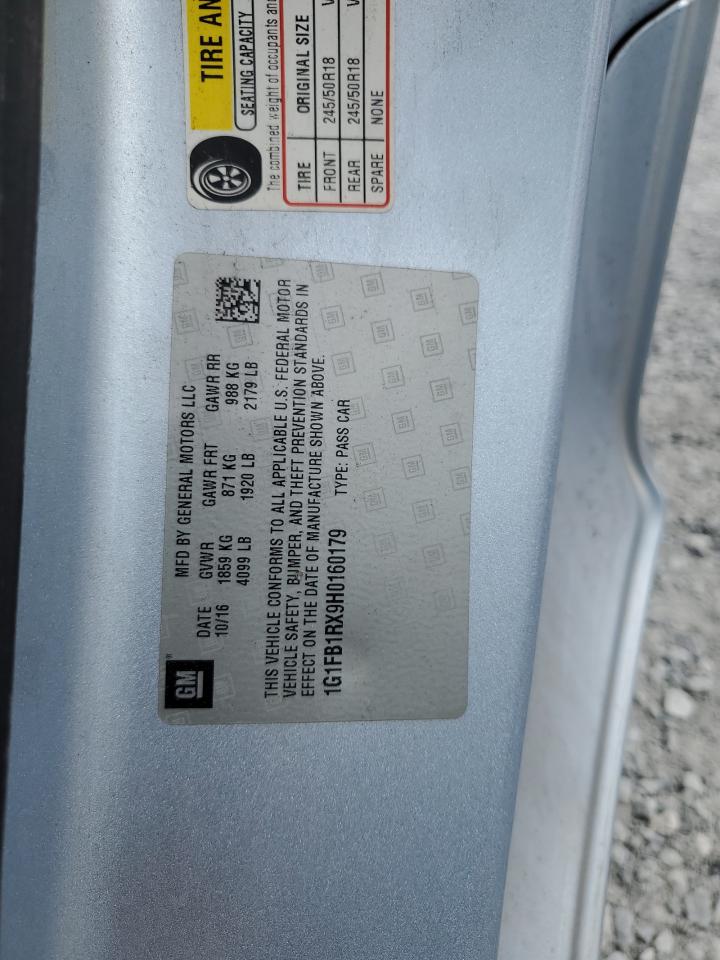 TIRE AN
SEATING CAPACITY
The combined weight of occupants and
TIRE ORIGINAL SIZE
FRONT 245/50R18 V
REAR 245/50R18 V
SPARE NONE
GM
MFD BY GENERAL MOTORS LLC
DATE GVWR GAWR FRT GAWR RR
10/16 1859 KG 871 KG 988 KG
4099 LB 1920 LB 2179 LB
THIS VEHICLE CONFORMS TO ALL APPLICABLE U.S. FEDERAL MOTOR
VEHICLE SAFETY, BUMPER, AND THEFT PREVENTION STANDARDS IN
EFFECT ON THE DATE OF MANUFACTURE SHOWN ABOVE.
1G1FB1RX9H0160179 TYPE: PASS CAR